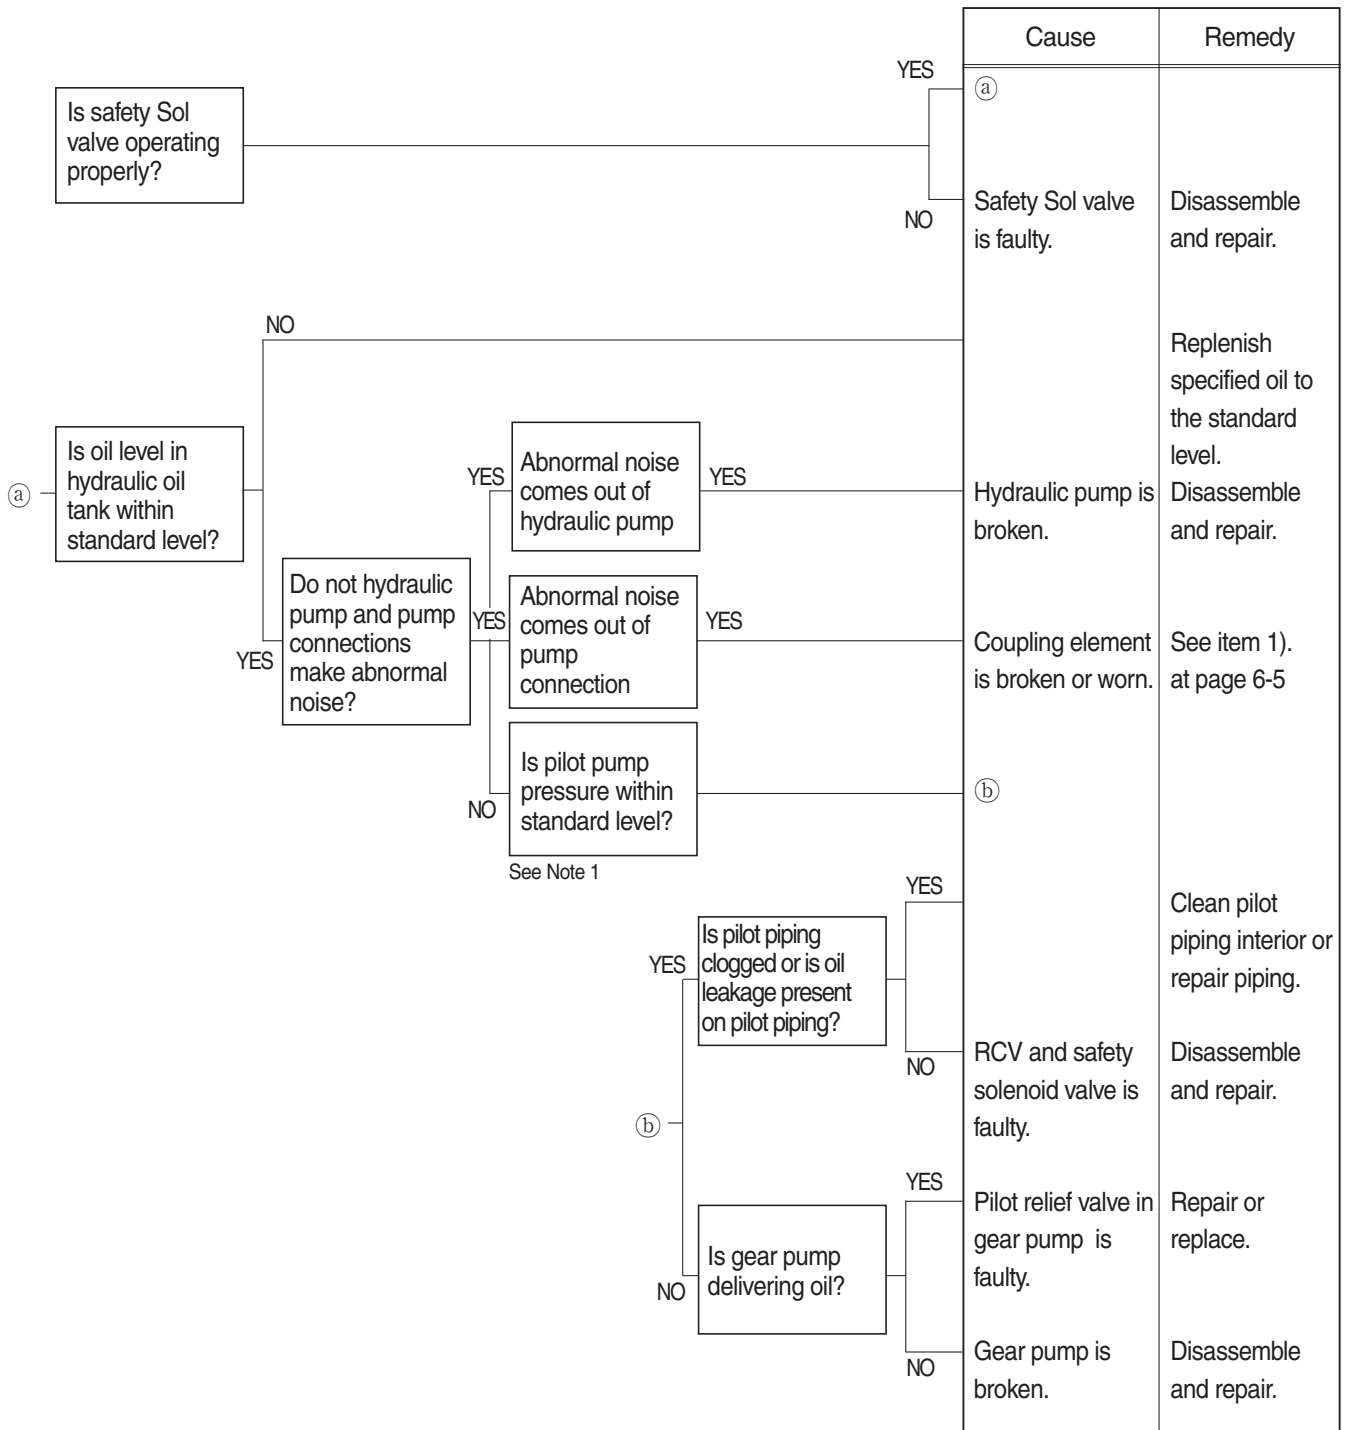 Cause
Remedy
YES
ⓐ
Is safety Sol
valve operating
properly?
NO
Safety Sol valve
is faulty.
Disassemble
and repair.
NO
Replenish
specified oil to
the standard
level.
ⓐ
Is oil level in
hydraulic oil
tank within
standard level?
YES
Abnormal noise
comes out of
hydraulic pump
YES
Hydraulic pump is
broken.
Disassemble
and repair.
YES
Do not hydraulic
pump and pump
connections
make abnormal
noise?
YES
Abnormal noise
comes out of
pump
connection
YES
Coupling element
is broken or worn.
See item 1).
at page 6-5
NO
Is pilot pump
pressure within
standard level?
ⓑ
See Note 1
YES
Is pilot piping
clogged or is oil
leakage present
on pilot piping?
YES
Clean pilot
piping interior or
repair piping.
NO
RCV and safety
solenoid valve is
faulty.
Disassemble
and repair.
ⓑ
NO
Is gear pump
delivering oil?
YES
Pilot relief valve in
gear pump is
faulty.
Repair or
replace.
NO
Gear pump is
broken.
Disassemble
and repair.